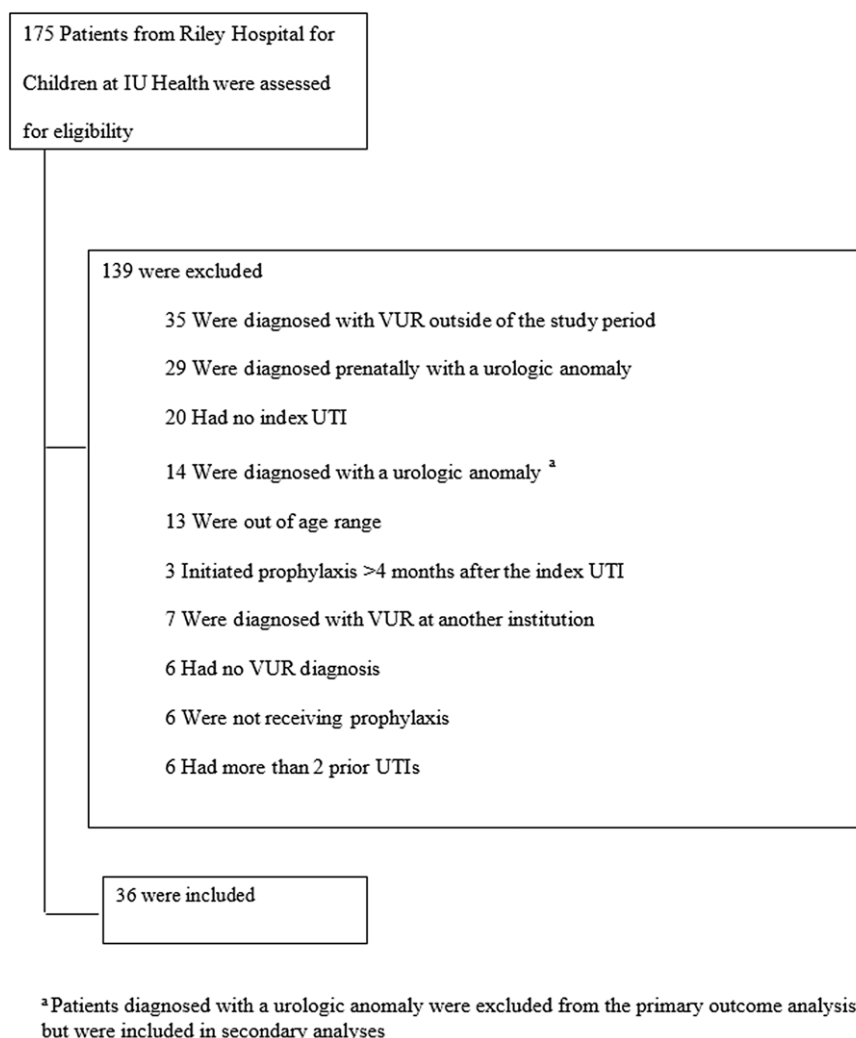 175 Patients from Riley Hospital for
Children at IU Health were assessed
for eligibility
139 were excluded
35 Were diagnosed with VUR outside of the study period
29 Were diagnosed prenatally with a urologic anomaly
20 Had no index UTI
14 Were diagnosed with a urologic anomaly a
13 Were out of age range
3 Initiated prophylaxis >4 months after the index UTI
7 Were diagnosed with VUR at another institution
6 Had no VUR diagnosis
6 Were not receiving prophylaxis
6 Had more than 2 prior UTIs
36 were included
a Patients diagnosed with a urologic anomaly were excluded from the primary outcome analysis
but were included in secondary analyses